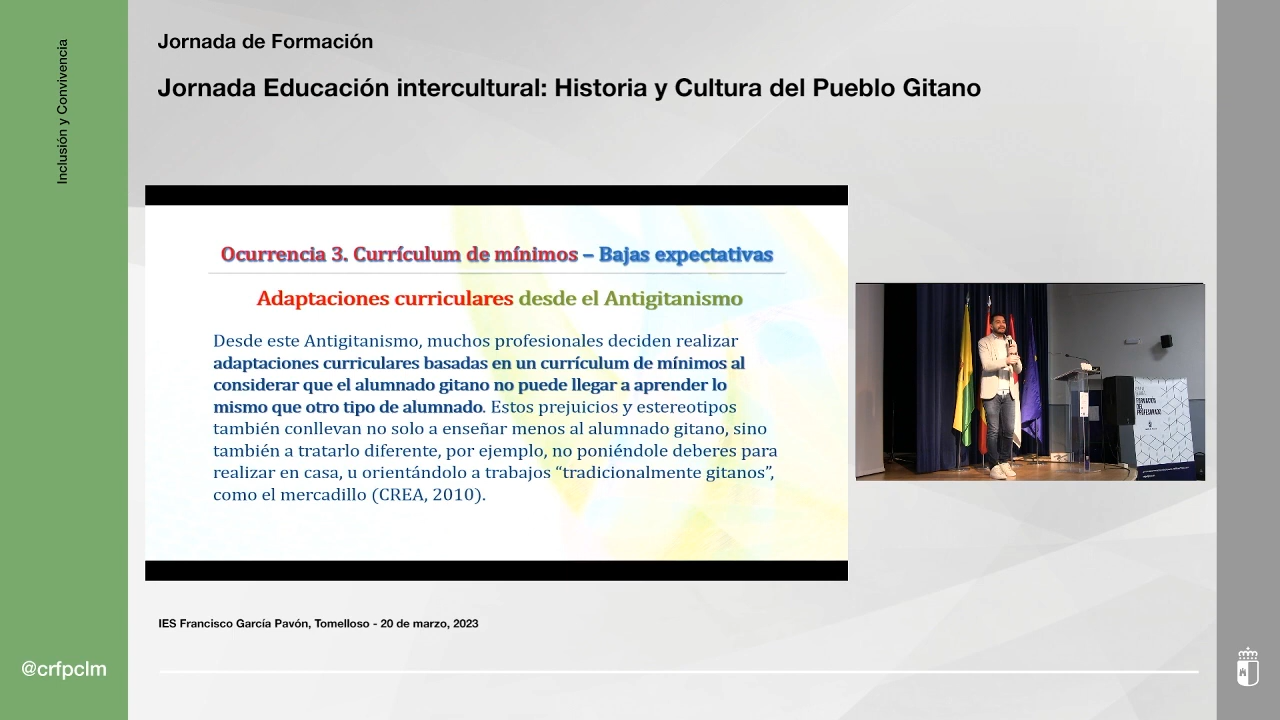 Inclusión y Convivencia
Jornada de Formación
Jornada Educación intercultural: Historia y Cultura del Pueblo Gitano
Ocurrencia 3. Currículum de mínimos – Bajas expectativas
Adaptaciones curriculares desde el Antigitanismo
Desde este Antigitanismo, muchos profesionales deciden realizar
adaptaciones curriculares basadas en un currículum de mínimos al
considerar que el alumnado gitano no puede llegar a aprender lo
mismo que otro tipo de alumnado. Estos prejuicios y estereotipos
también conllevan no solo a enseñar menos al alumnado gitano, sino
también a tratarlo diferente, por ejemplo, no poniéndole deberes para
realizar en casa, u orientándolo a trabajos “tradicionalmente gitanos”,
como el mercadillo (CREA, 2010).
IES Francisco García Pavón, Tomelloso - 20 de marzo, 2023
@crfpclm